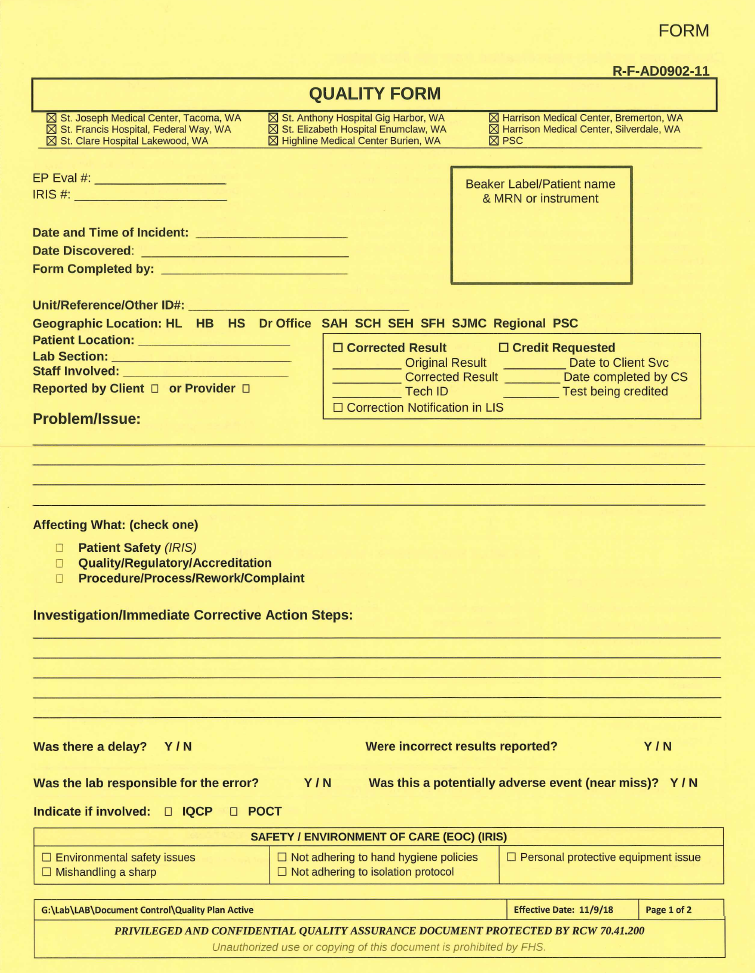 FORM
R-F-AD0902-11
QUALITY FORM
☒ St. Joseph Medical Center, Tacoma, WA ☒ St. Anthony Hospital Gig Harbor, WA ☒ Harrison Medical Center, Bremerton, WA
☒ St. Francis Hospital, Federal Way, WA ☒ St. Elizabeth Hospital Enumclaw, WA ☒ Harrison Medical Center, Silverdale, WA
☒ St. Clare Hospital Lakewood, WA ☒ Highline Medical Center Burien, WA ☒ PSC
EP Eval #: ____________________
IRIS #: ____________________
Beaker Label/Patient name
& MRN or instrument
Date and Time of Incident: ____________________
Date Discovered: ____________________
Form Completed by: ____________________
Unit/Reference/Other ID#: ____________________
Geographic Location: HL HB HS Dr Office SAH SCH SEH SFH SJMC Regional PSC
Patient Location: ____________________
Lab Section: ____________________
Staff Involved: ____________________
Reported by Client ☐ or Provider ☐
☐ Corrected Result ☐ Credit Requested
__________ Original Result __________ Date to Client Svc
__________ Corrected Result __________ Date completed by CS
__________ Tech ID __________ Test being credited
☐ Correction Notification in LIS
Problem/Issue:
Affecting What: (check one)
☐ Patient Safety (IRIS)
☐ Quality/Regulatory/Accreditation
☐ Procedure/Process/Rework/Complaint
Investigation/Immediate Corrective Action Steps:
Was there a delay? Y / N Were incorrect results reported? Y / N
Was the lab responsible for the error? Y / N Was this a potentially adverse event (near miss)? Y / N
Indicate if involved: ☐ IQCP ☐ POCT
SAFETY / ENVIRONMENT OF CARE (EOC) (IRIS)
☐ Environmental safety issues ☐ Not adhering to hand hygiene policies ☐ Personal protective equipment issue
☐ Mishandling a sharp ☐ Not adhering to isolation protocol
G:\Lab\LAB\Document Control\Quality Plan Active Effective Date: 11/9/18 Page 1 of 2
PRIVILEGED AND CONFIDENTIAL QUALITY ASSURANCE DOCUMENT PROTECTED BY RCW 70.41.200
Unauthorized use or copying of this document is prohibited by FHS.